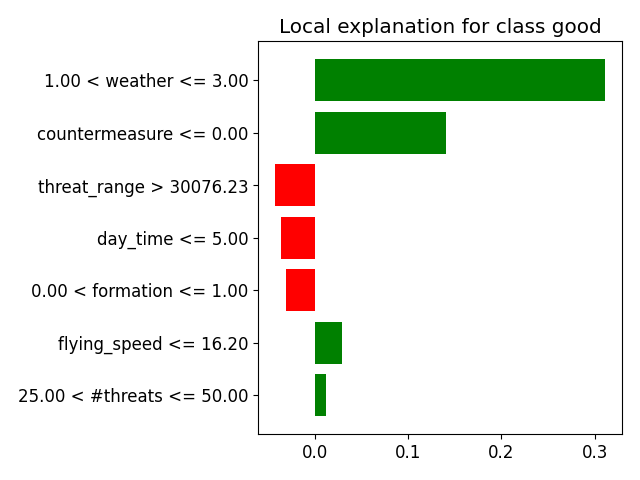 Local explanation for class good
1.00 < weather <= 3.00
countermeasure <= 0.00
threat_range > 30076.23
day_time <= 5.00
0.00 < formation <= 1.00
flying_speed <= 16.20
25.00 < #threats <= 50.00
0.0 0.1 0.2 0.3